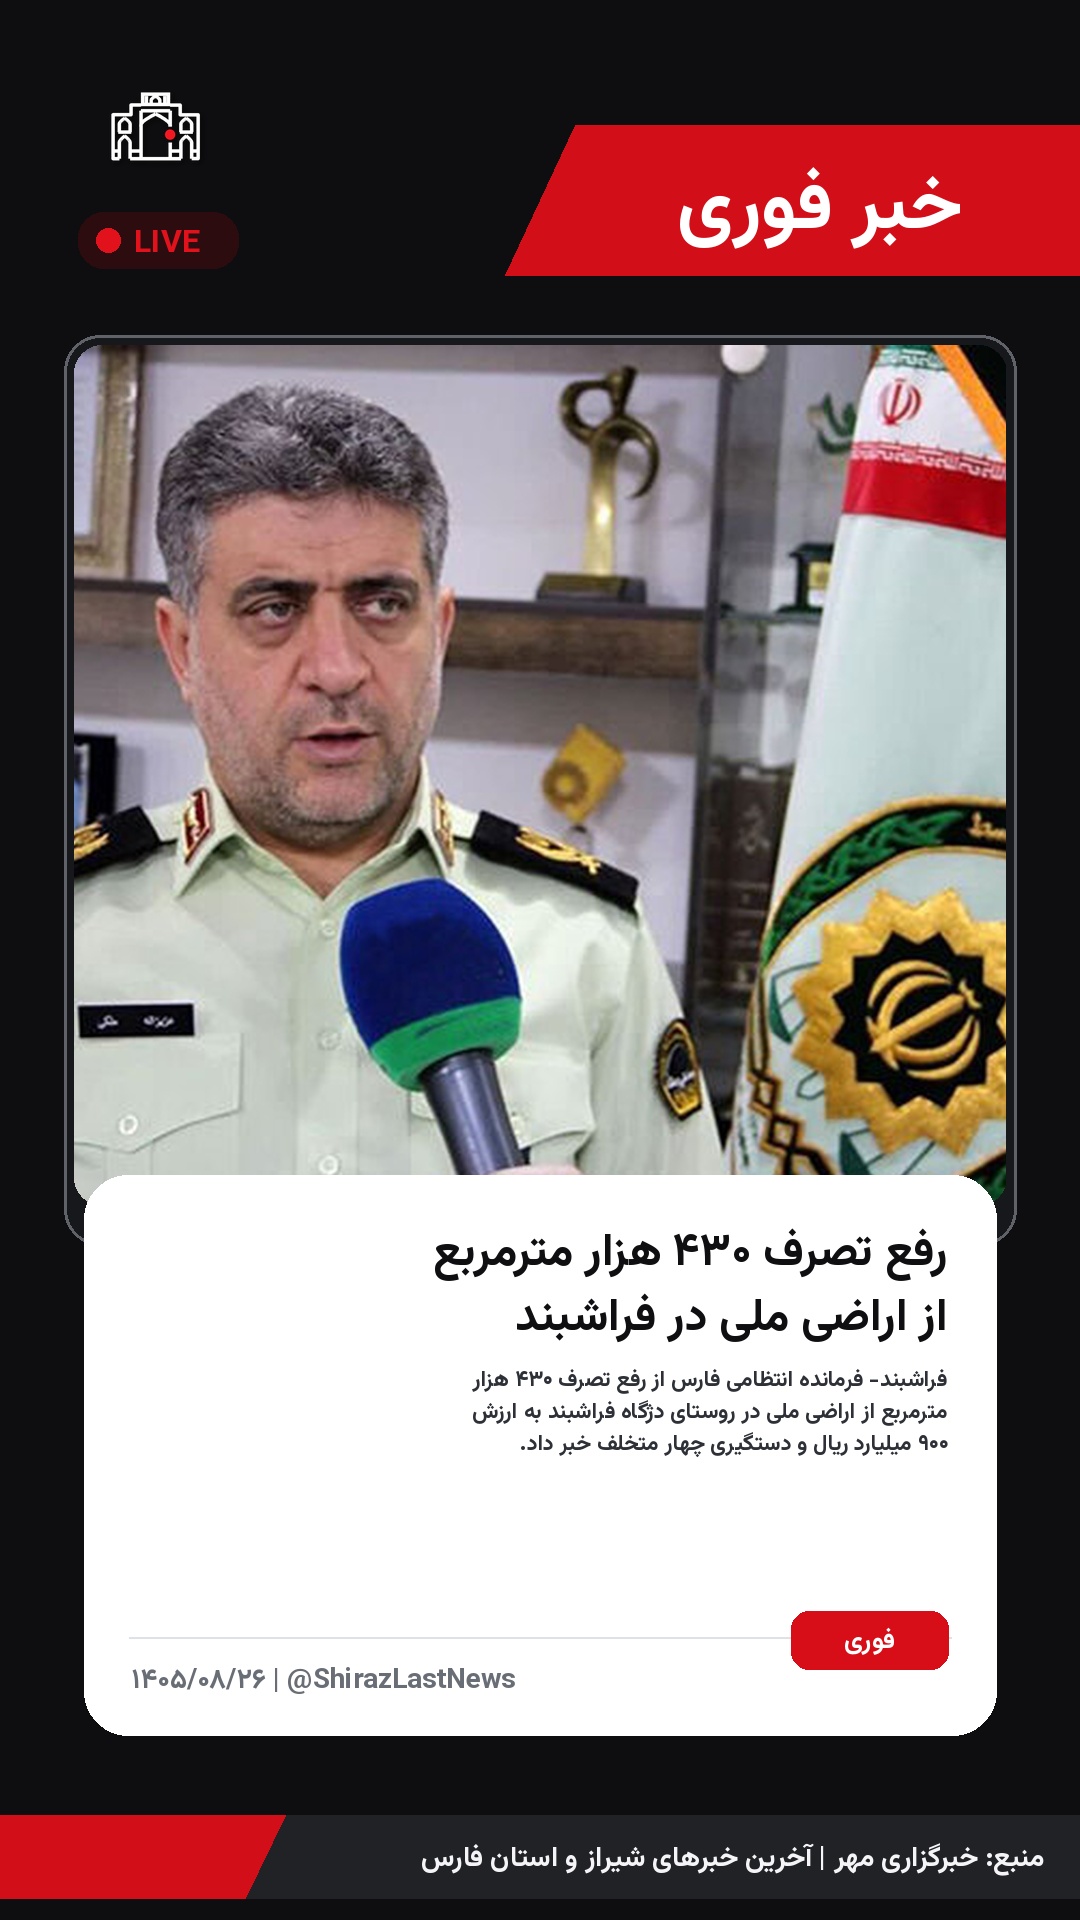 خبر فوری
LIVE
عزیزاله ملکی
رفع تصرف ۴۳۰ هزار مترمربع
از اراضی ملی در فراشبند
فراشبند- فرمانده انتظامی فارس از رفع تصرف ۴۳۰ هزار
مترمربع از اراضی ملی در روستای دژگاه فراشبند به ارزش
۹۰۰ میلیارد ریال و دستگیری چهار متخلف خبر داد.
فوری
۱۴۰۵/۰۸/۲۶ | @ShirazLastNews
منبع: خبرگزاری مهر | آخرین خبرهای شیراز و استان فارس